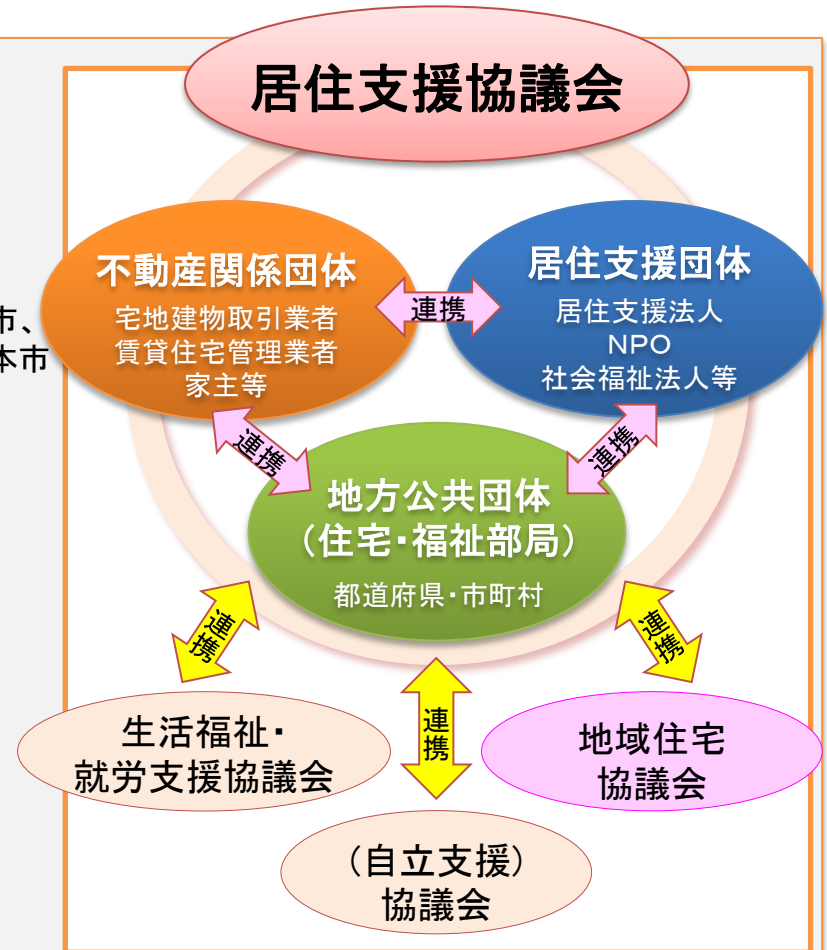 居住支援協議会
不動産関係団体
宅地建物取引業者
賃貸住宅管理業者
家主等
連携
居住支援団体
居住支援法人
NPO
社会福祉法人等
市、
本市
連携
連携
地方公共団体
（住宅・福祉部局）
都道府県・市町村
連携
連携
連携
生活福祉・
就労支援協議会
地域住宅
協議会
（自立支援）
協議会